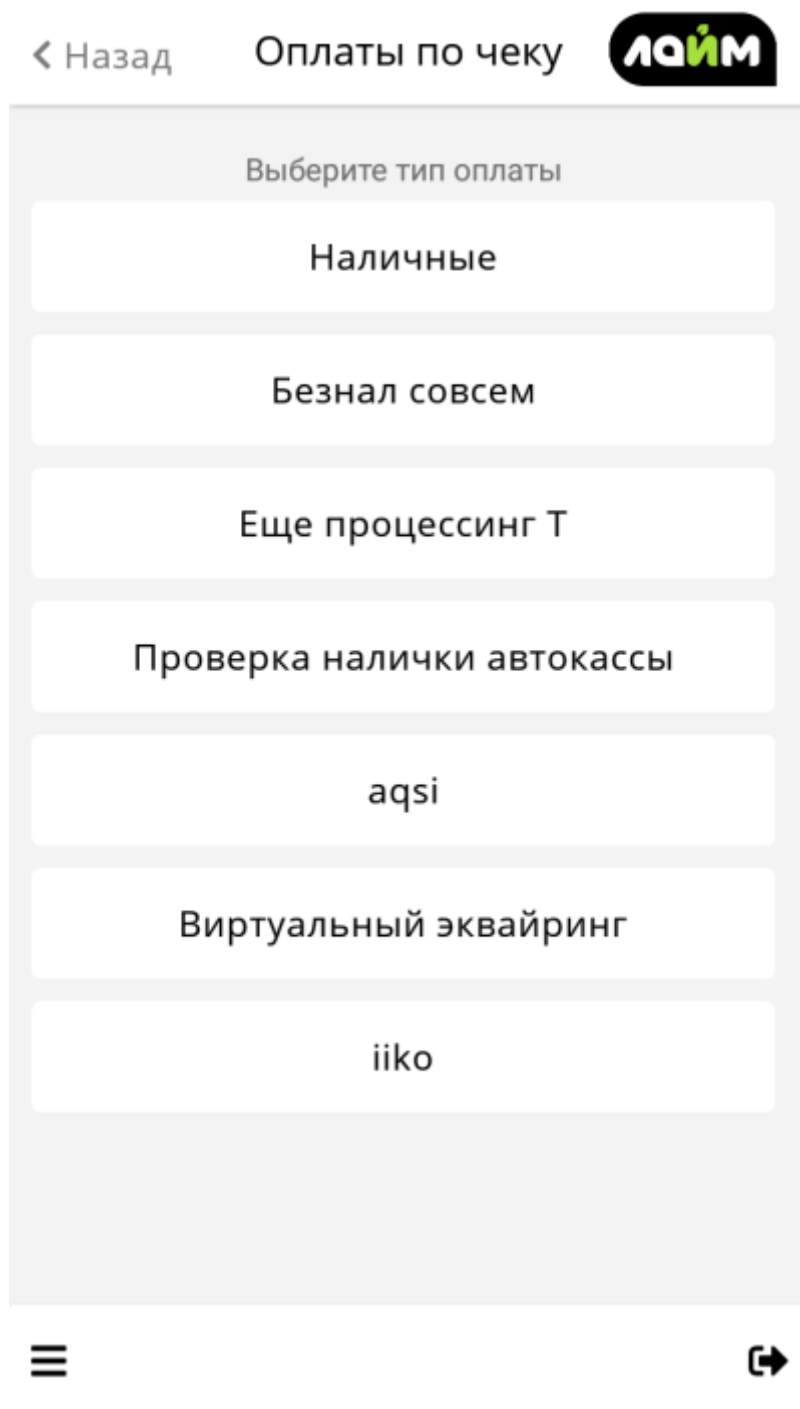 Назад
Оплаты по чеку
лайм
Выберите тип оплаты
Наличные
Безнал совсем
Еще процессинг Т
Проверка налички автокассы
aqsi
Виртуальный эквайринг
iiko